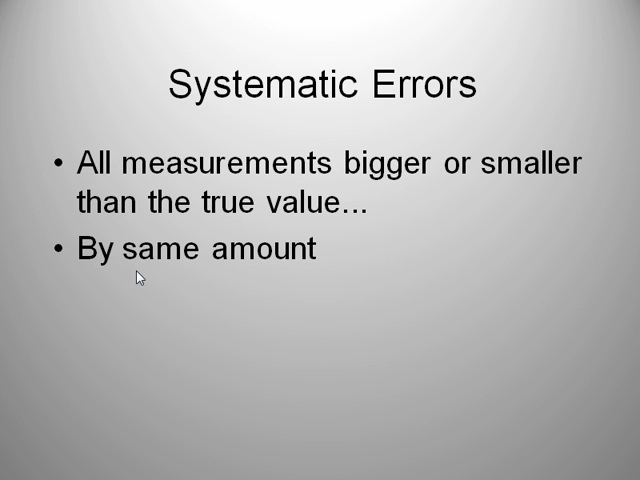 Systematic Errors
• All measurements bigger or smaller
than the true value...
• By same amount